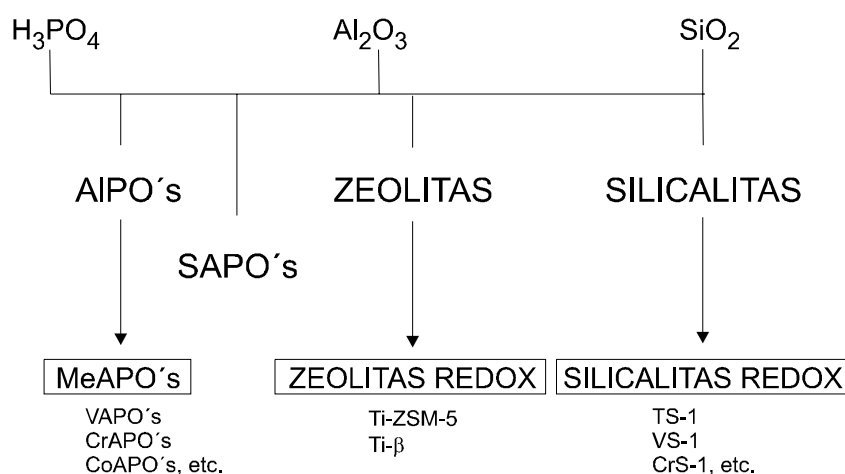 H₃PO₄ Al₂O₃ SiO₂
AlPO´s ZEOLITAS SILICALITAS
SAPO´s
MeAPO´s ZEOLITAS REDOX SILICALITAS REDOX
VAPO´s Ti-ZSM-5 TS-1
CrAPO´s Ti-β VS-1
CoAPO´s, etc. CrS-1, etc.